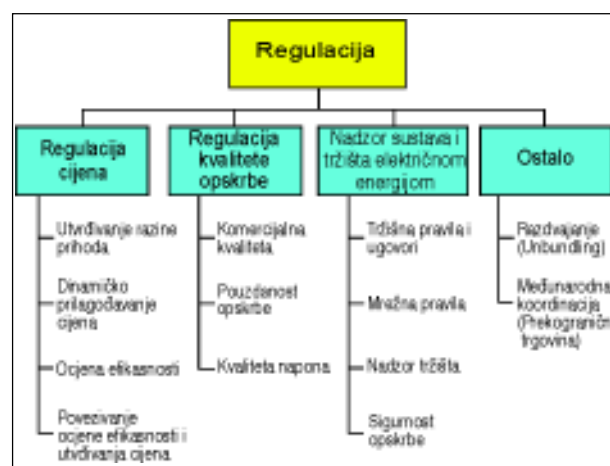 Regulacija
Regulacija
cijena
Regulacija
kvalitete
opskrbe
Nadzor sustava i
tržišta električnom
energijom
Ostalo
Utvrđivanje razine
prihoda
Dinamičko
prilagođavanje
cijena
Ocjena efikasnosti
Povezivanje
ocjene efikasnosti i
utvđivanja cijena
Komercijalna
kvaliteta
Pouzdanost
opskrbe
Kvaliteta napona
Tržišna pravila i
ugovori
Mrežna pravila
Nadzor tržišta
Sigurnost
opskrbe
Razdvajanje
(Unbundling)
Međunarodna
koordinacija
(Prekogranična
trgovina)